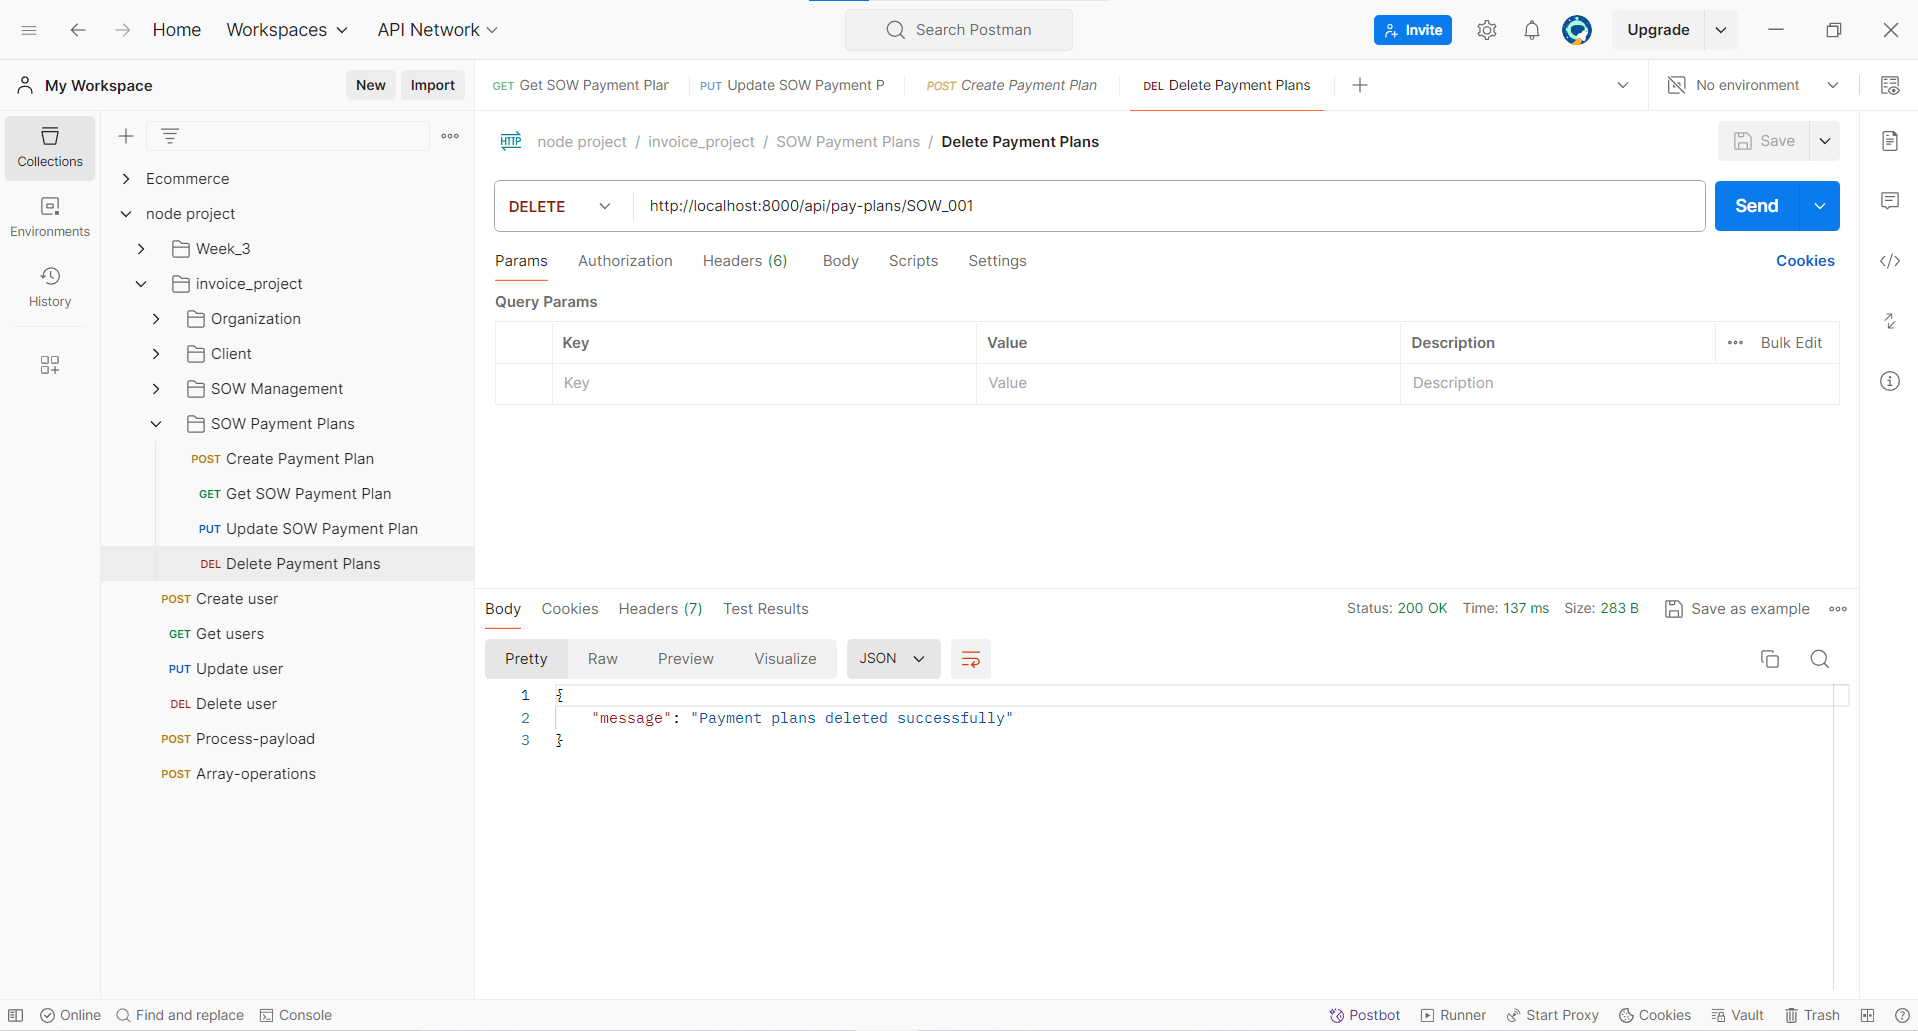 Home Workspaces API Network Search Postman Invite Upgrade
My Workspace New Import
GET Get SOW Payment Plan PUT Update SOW Payment P POST Create Payment Plan DEL Delete Payment Plans No environment
Collections
Environments
History
Ecommerce
node project
Week_3
invoice_project
Organization
Client
SOW Management
SOW Payment Plans
POST Create Payment Plan
GET Get SOW Payment Plan
PUT Update SOW Payment Plan
DEL Delete Payment Plans
POST Create user
GET Get users
PUT Update user
DEL Delete user
POST Process-payload
POST Array-operations
HTTP node project / invoice_project / SOW Payment Plans / Delete Payment Plans Save
DELETE http://localhost:8000/api/pay-plans/SOW_001 Send
Params Authorization Headers (6) Body Scripts Settings Cookies
Query Params
Key Value Description Bulk Edit
Key Value Description
Body Cookies Headers (7) Test Results Status: 200 OK Time: 137 ms Size: 283 B Save as example
Pretty Raw Preview Visualize JSON
1 {
2 "message": "Payment plans deleted successfully"
3 }
Online Find and replace Console Postbot Runner Start Proxy Cookies Vault Trash